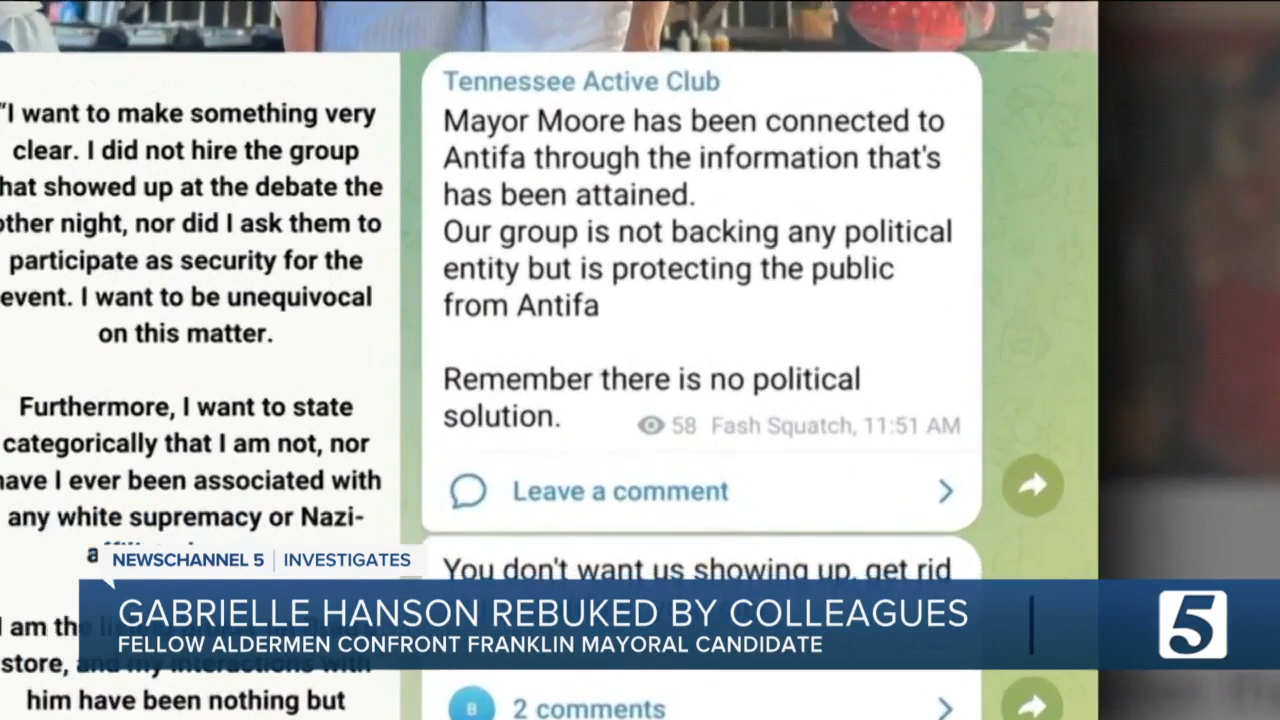 "I want to make something very
clear. I did not hire the group
hat showed up at the debate the
other night, nor did I ask them to
participate as security for the
event. I want to be unequivocal
on this matter.
Furthermore, I want to state
categorically that I am not, nor
have I ever been associated with
any white supremacy or Nazi-
I am the
store, and my interactions with
him have been nothing but
Tennessee Active Club
Mayor Moore has been connected to
Antifa through the information that's
has been attained.
Our group is not backing any political
entity but is protecting the public
from Antifa
Remember there is no political
solution.
58 Fash Squatch, 11:51 AM
Leave a comment
You don't want us showing up, get rid
B 2 comments
NEWSCHANNEL 5 | INVESTIGATES
GABRIELLE HANSON REBUKED BY COLLEAGUES
FELLOW ALDERMEN CONFRONT FRANKLIN MAYORAL CANDIDATE
5